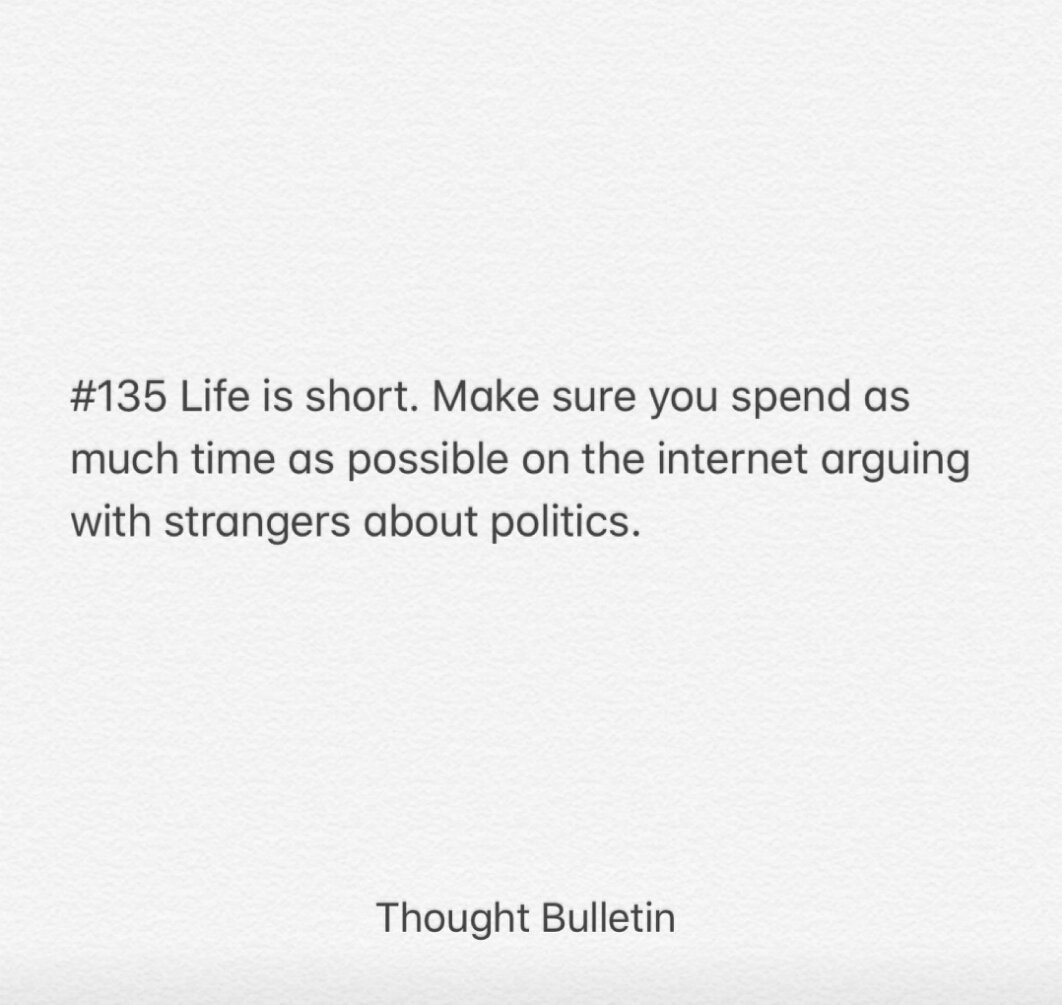 #135 Life is short. Make sure you spend as
much time as possible on the internet arguing
with strangers about politics.
Thought Bulletin